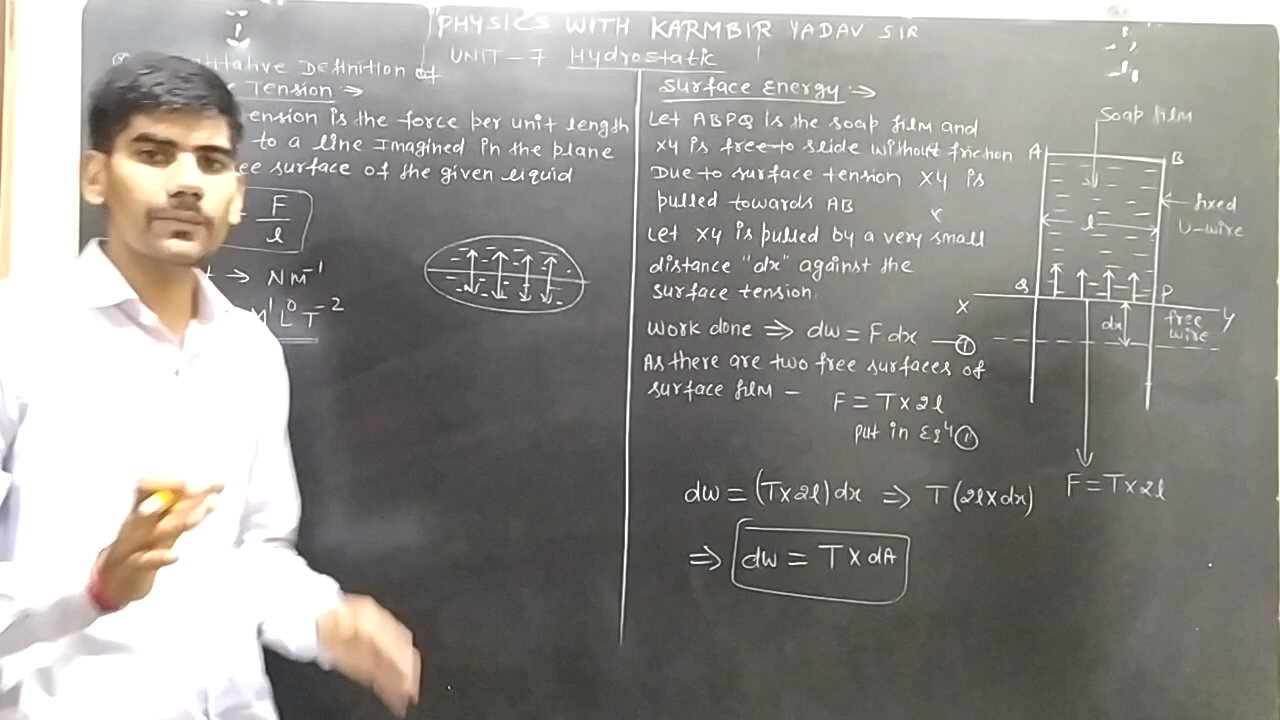 PHYSICS WITH KARMBIR YADAV SIR
UNIT - 7 Hydrostatic
Definition of
Tension ⇒
ension is the force per unit length
to a line Imagined in the plane
ee surface of the given liquid
F
l
→ NM⁻¹
M¹L⁰T⁻²
Surface Energy :⇒
Let ABPQ is the soap film and
XY is free to slide without friction
Due to surface tension XY is
pulled towards AB
Let XY is pulled by a very small
distance "dx" against the
surface tension.
Work done ⇒ dw = F dx —①
As there are two free surfaces of
surface film -
F = T×2l
put in Eqⁿ ①
dw = (T×2l)dx ⇒ T(2l×dx)
⇒ dw = T×dA
Soap film
A
B
fixed
U-wire
l
Q
P
X
Y
free
wire
dx
F = T×2l